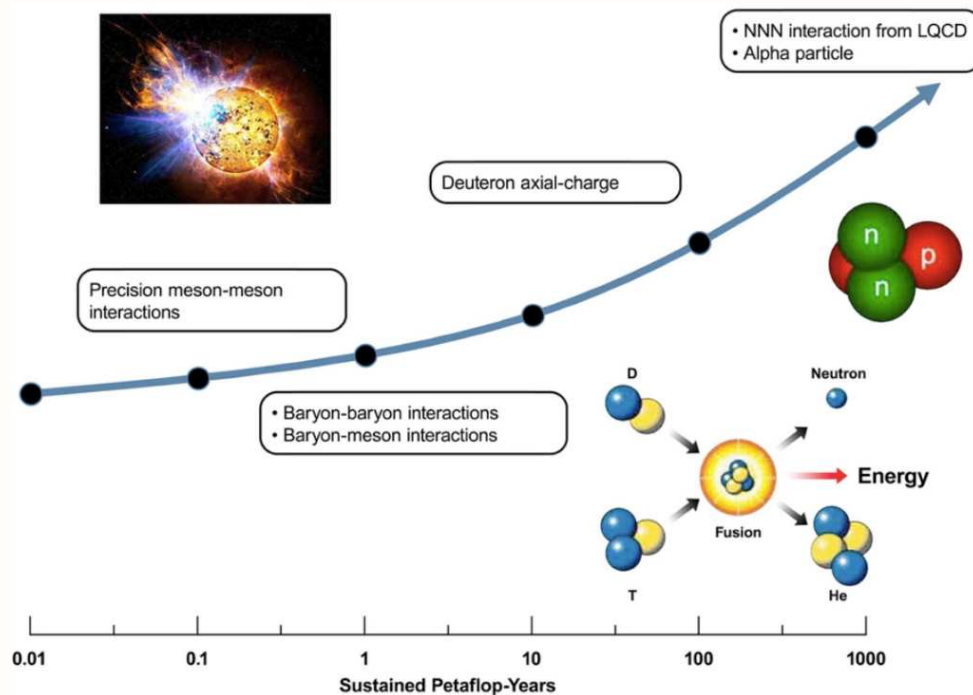 • NNN interaction from LQCD
• Alpha particle
Deuteron axial-charge
n
p
n
Precision meson-meson
interactions
• Baryon-baryon interactions
• Baryon-meson interactions
D
Neutron
Energy
Fusion
T
He
0.01
0.1
1
10
100
1000
Sustained Petaflop-Years